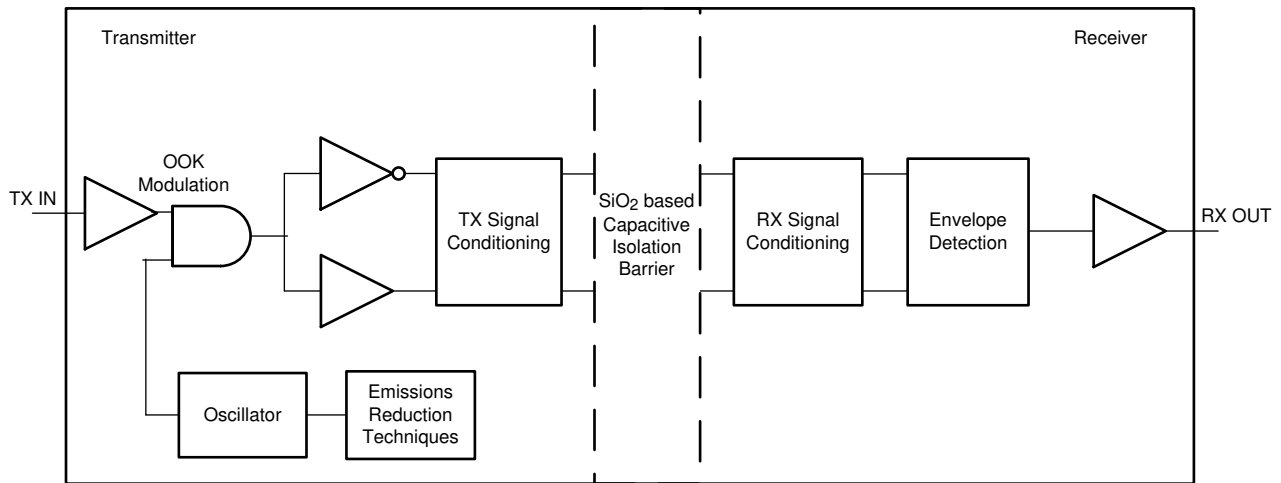 Transmitter
Receiver
OOK
Modulation
TX IN
TX Signal
Conditioning
SiO2 based
Capacitive
Isolation
Barrier
RX Signal
Conditioning
Envelope
Detection
RX OUT
Oscillator
Emissions
Reduction
Techniques